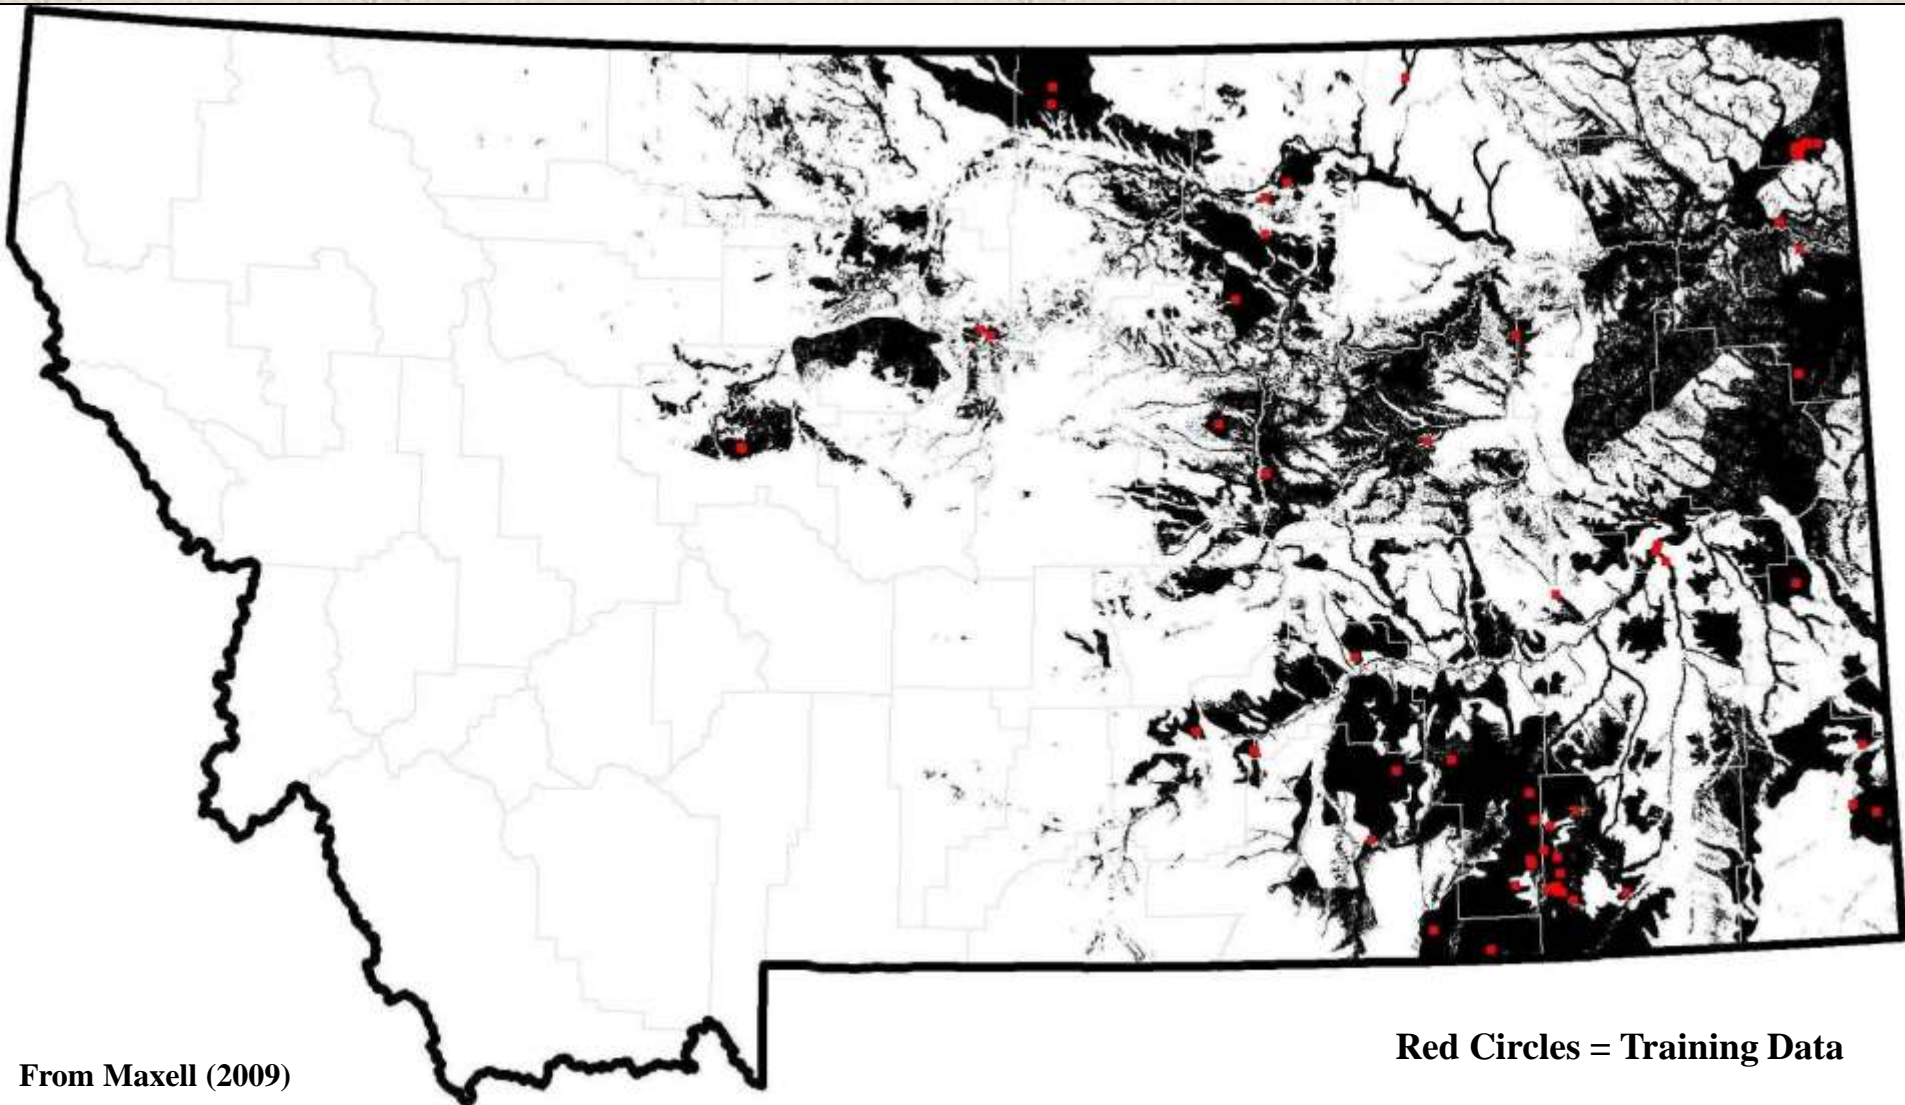 Red Circles = Training Data
From Maxell (2009)